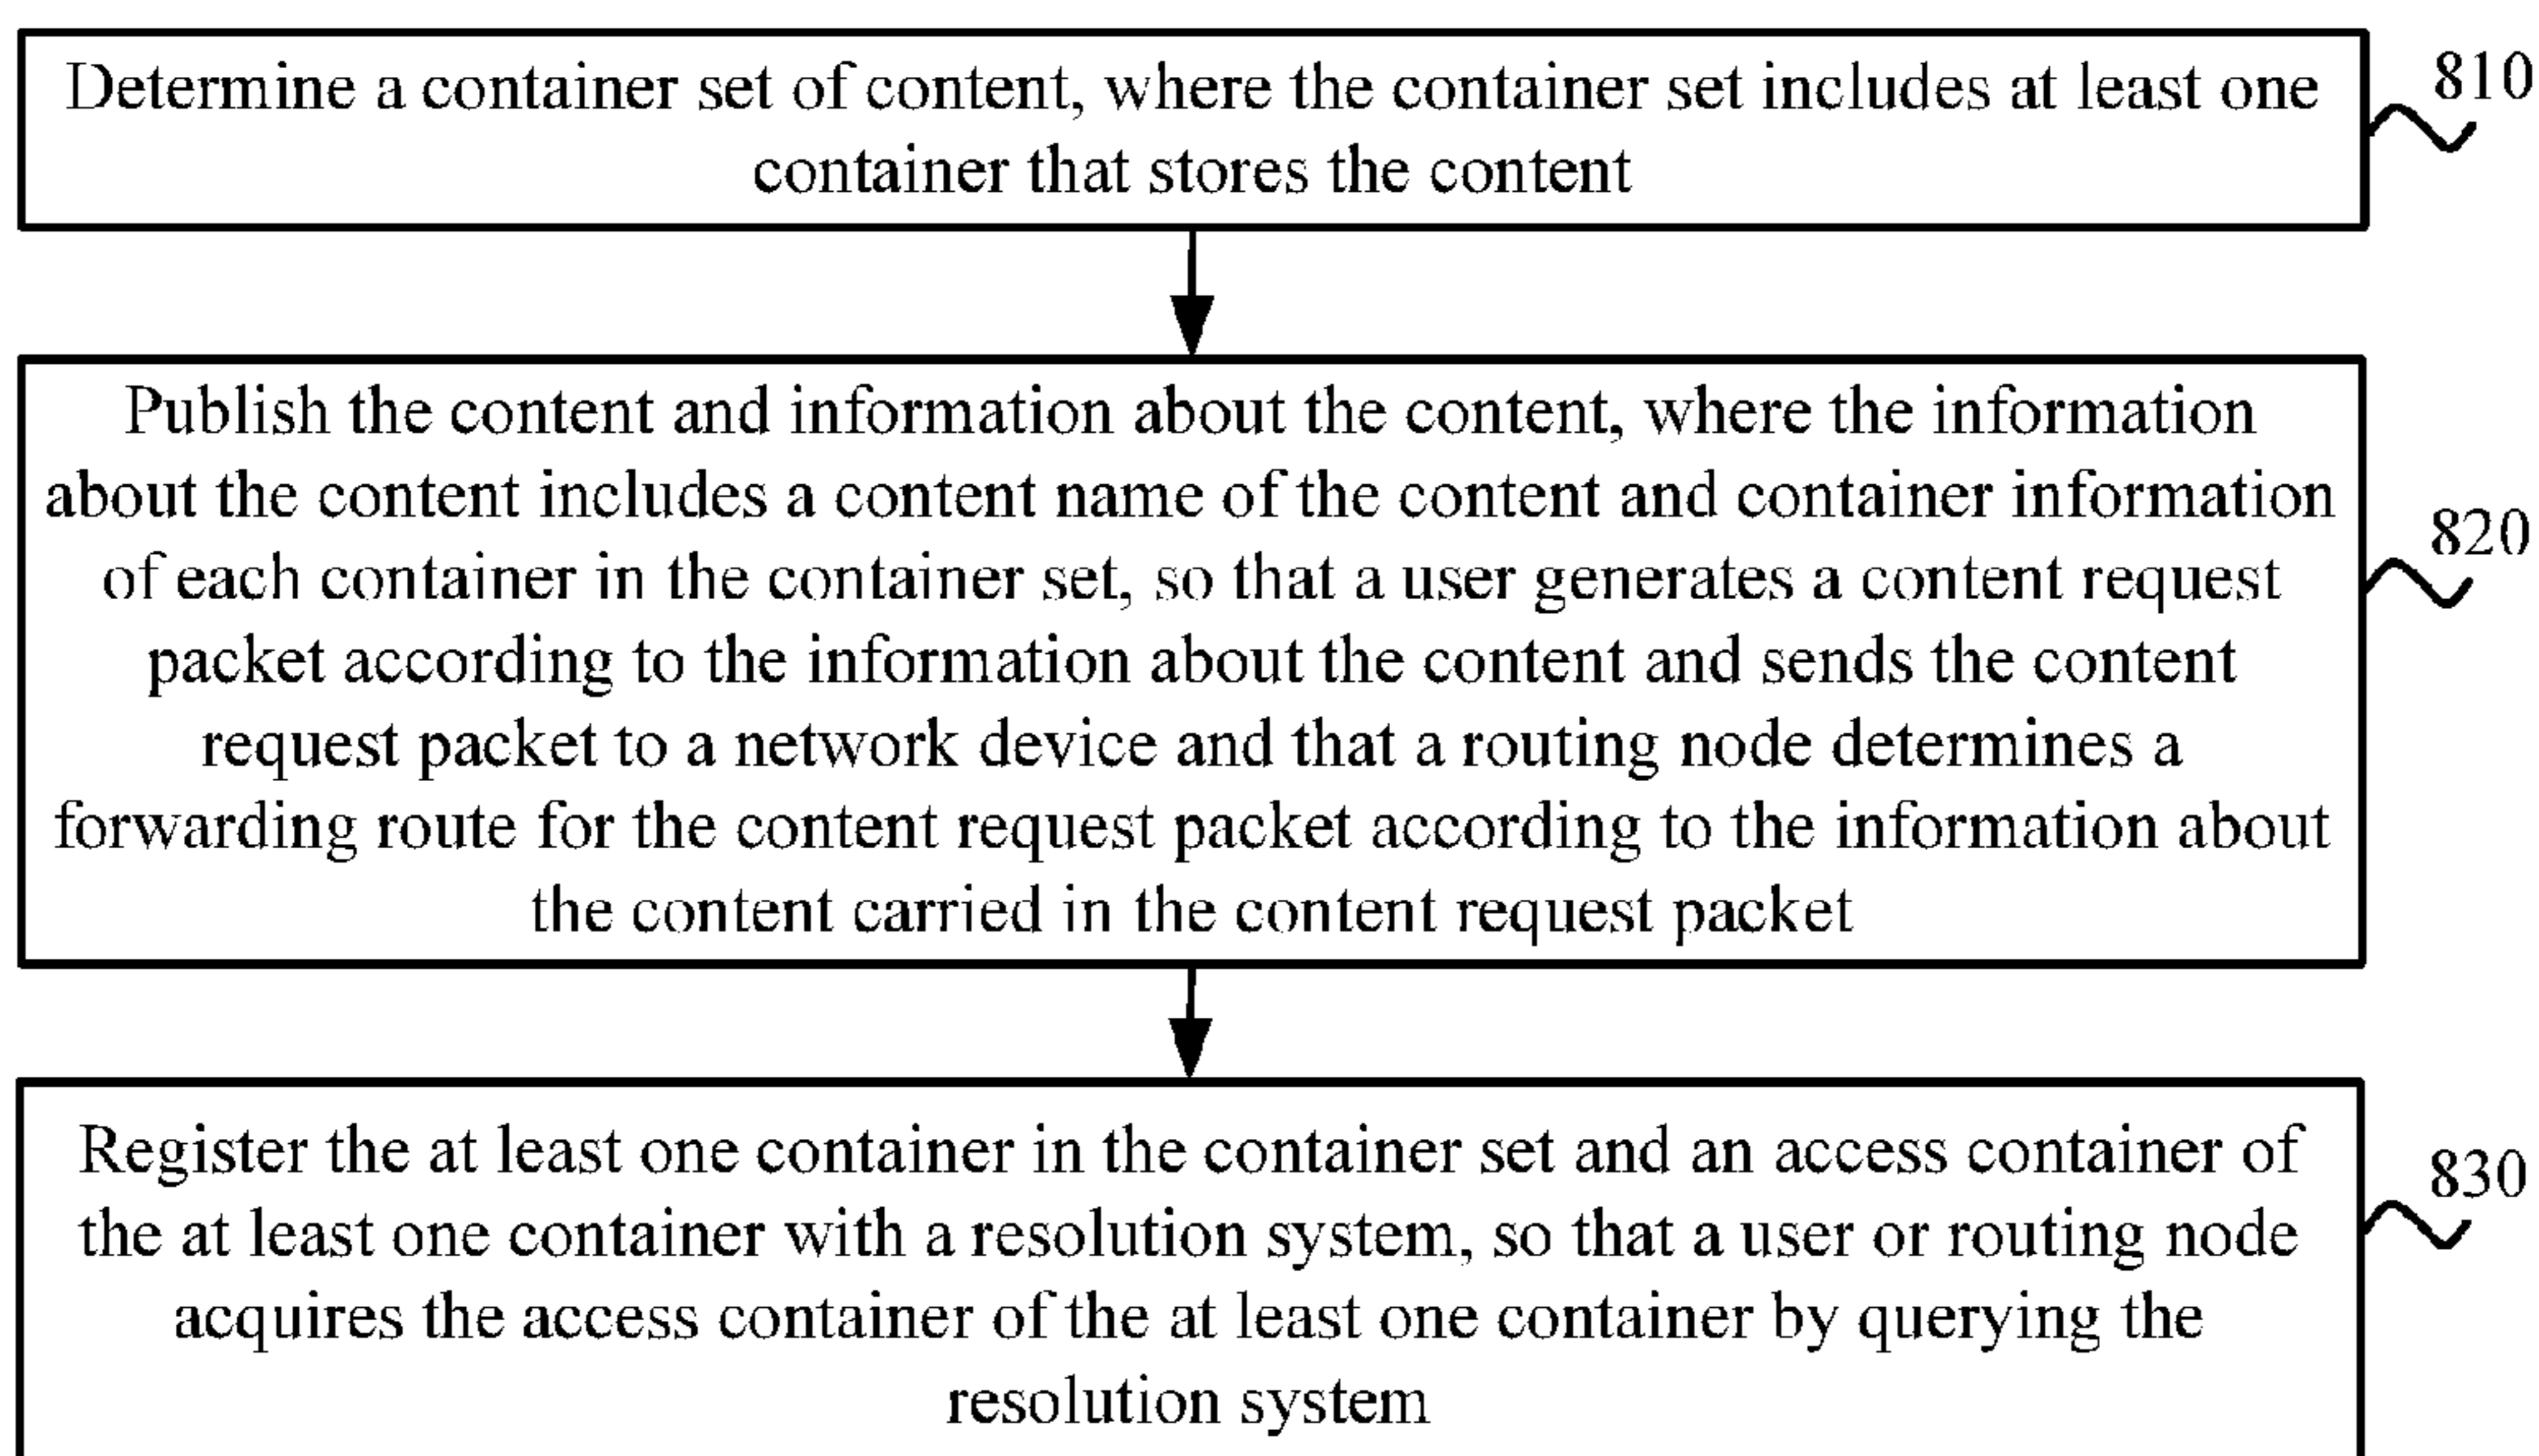 Determine a container set of content, where the container set includes at least one
container that stores the content
810
Publish the content and information about the content, where the information
about the content includes a content name of the content and container information
of each container in the container set, so that a user generates a content request
packet according to the information about the content and sends the content
request packet to a network device and that a routing node determines a
forwarding route for the content request packet according to the information about
the content carried in the content request packet
820
Register the at least one container in the container set and an access container of
the at least one container with a resolution system, so that a user or routing node
acquires the access container of the at least one container by querying the
resolution system
830